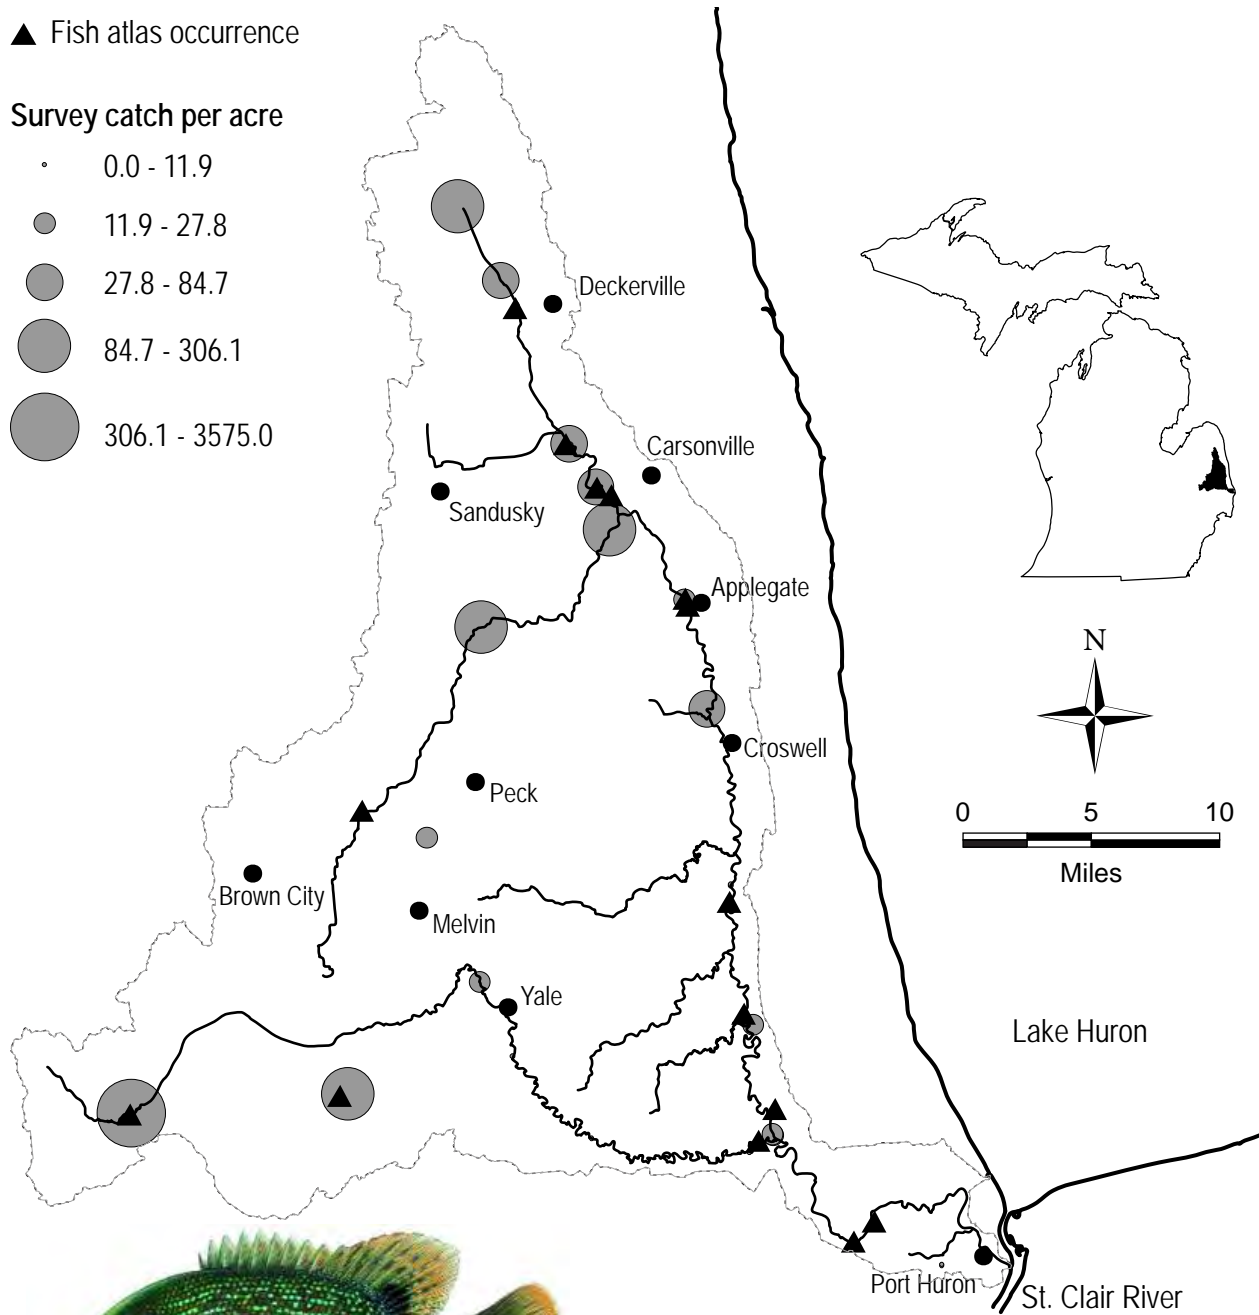 Fish atlas occurrence
Survey catch per acre
0.0 - 11.9
11.9 - 27.8
27.8 - 84.7
84.7 - 306.1
306.1 - 3575.0
Deckerville
Carsonville
Sandusky
Applegate
N
Croswell
Peck
0 5 10
Miles
Brown City
Melvin
Yale
Lake Huron
Port Huron
St. Clair River